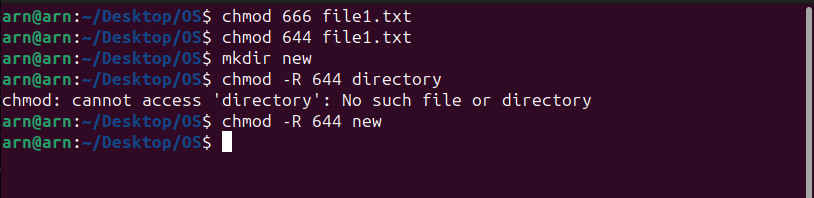 arn@arn:~/Desktop/OS$ chmod 666 file1.txt
arn@arn:~/Desktop/OS$ chmod 644 file1.txt
arn@arn:~/Desktop/OS$ mkdir new
arn@arn:~/Desktop/OS$ chmod -R 644 directory
chmod: cannot access 'directory': No such file or directory
arn@arn:~/Desktop/OS$ chmod -R 644 new
arn@arn:~/Desktop/OS$